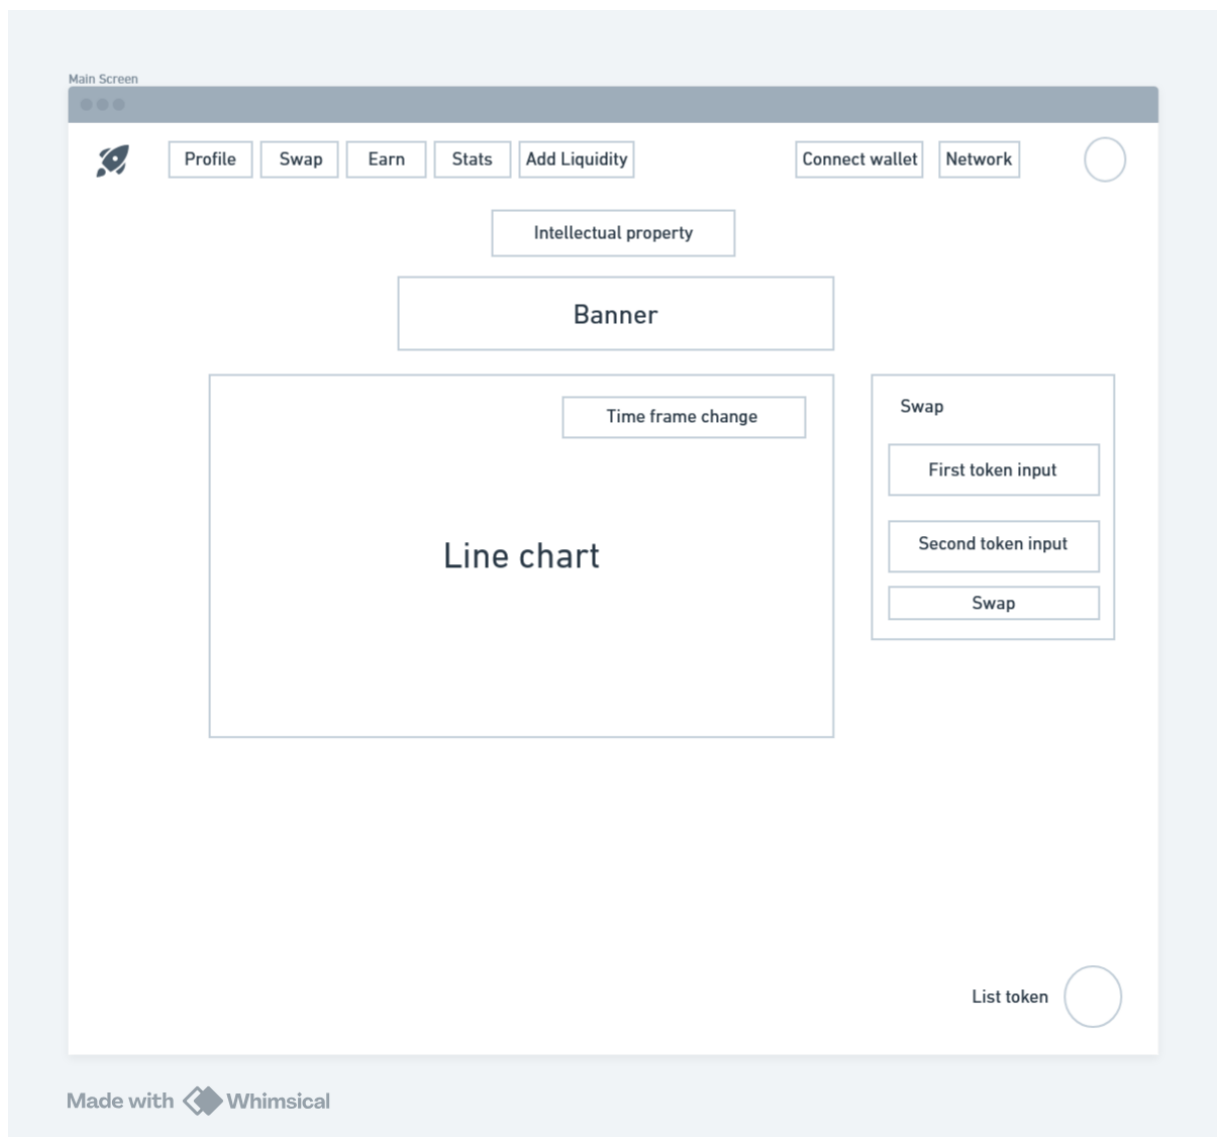 Main Screen
Profile
Swap
Earn
Stats
Add Liquidity
Connect wallet
Network
Intellectual property
Banner
Time frame change
Line chart
Swap
First token input
Second token input
Swap
List token
Made with Whimsical